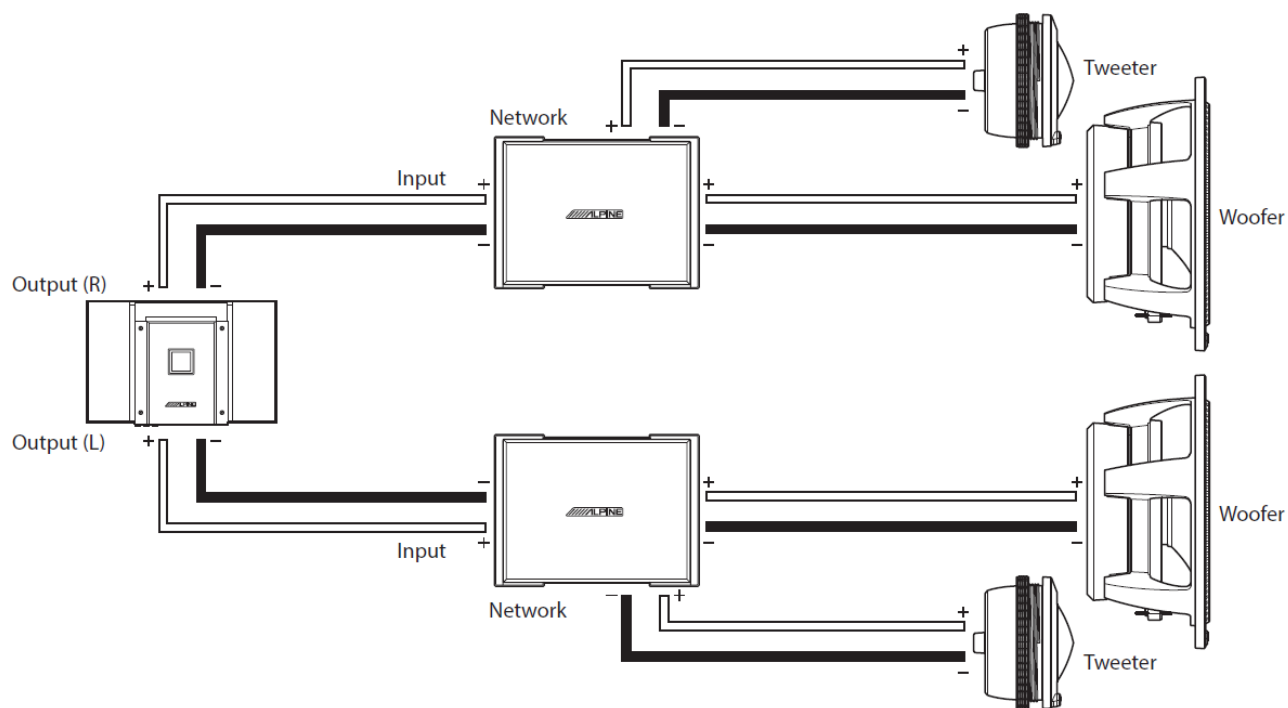 Tweeter
+
−
Network
+
−
Input
+
+
+
Woofer
−
−
−
Output (R)
+
−
ALPINE
ALPINE
Output (L)
+
−
−
+
+
Woofer
ALPINE
Input
+
−
−
Network
−
+
+
Tweeter
−